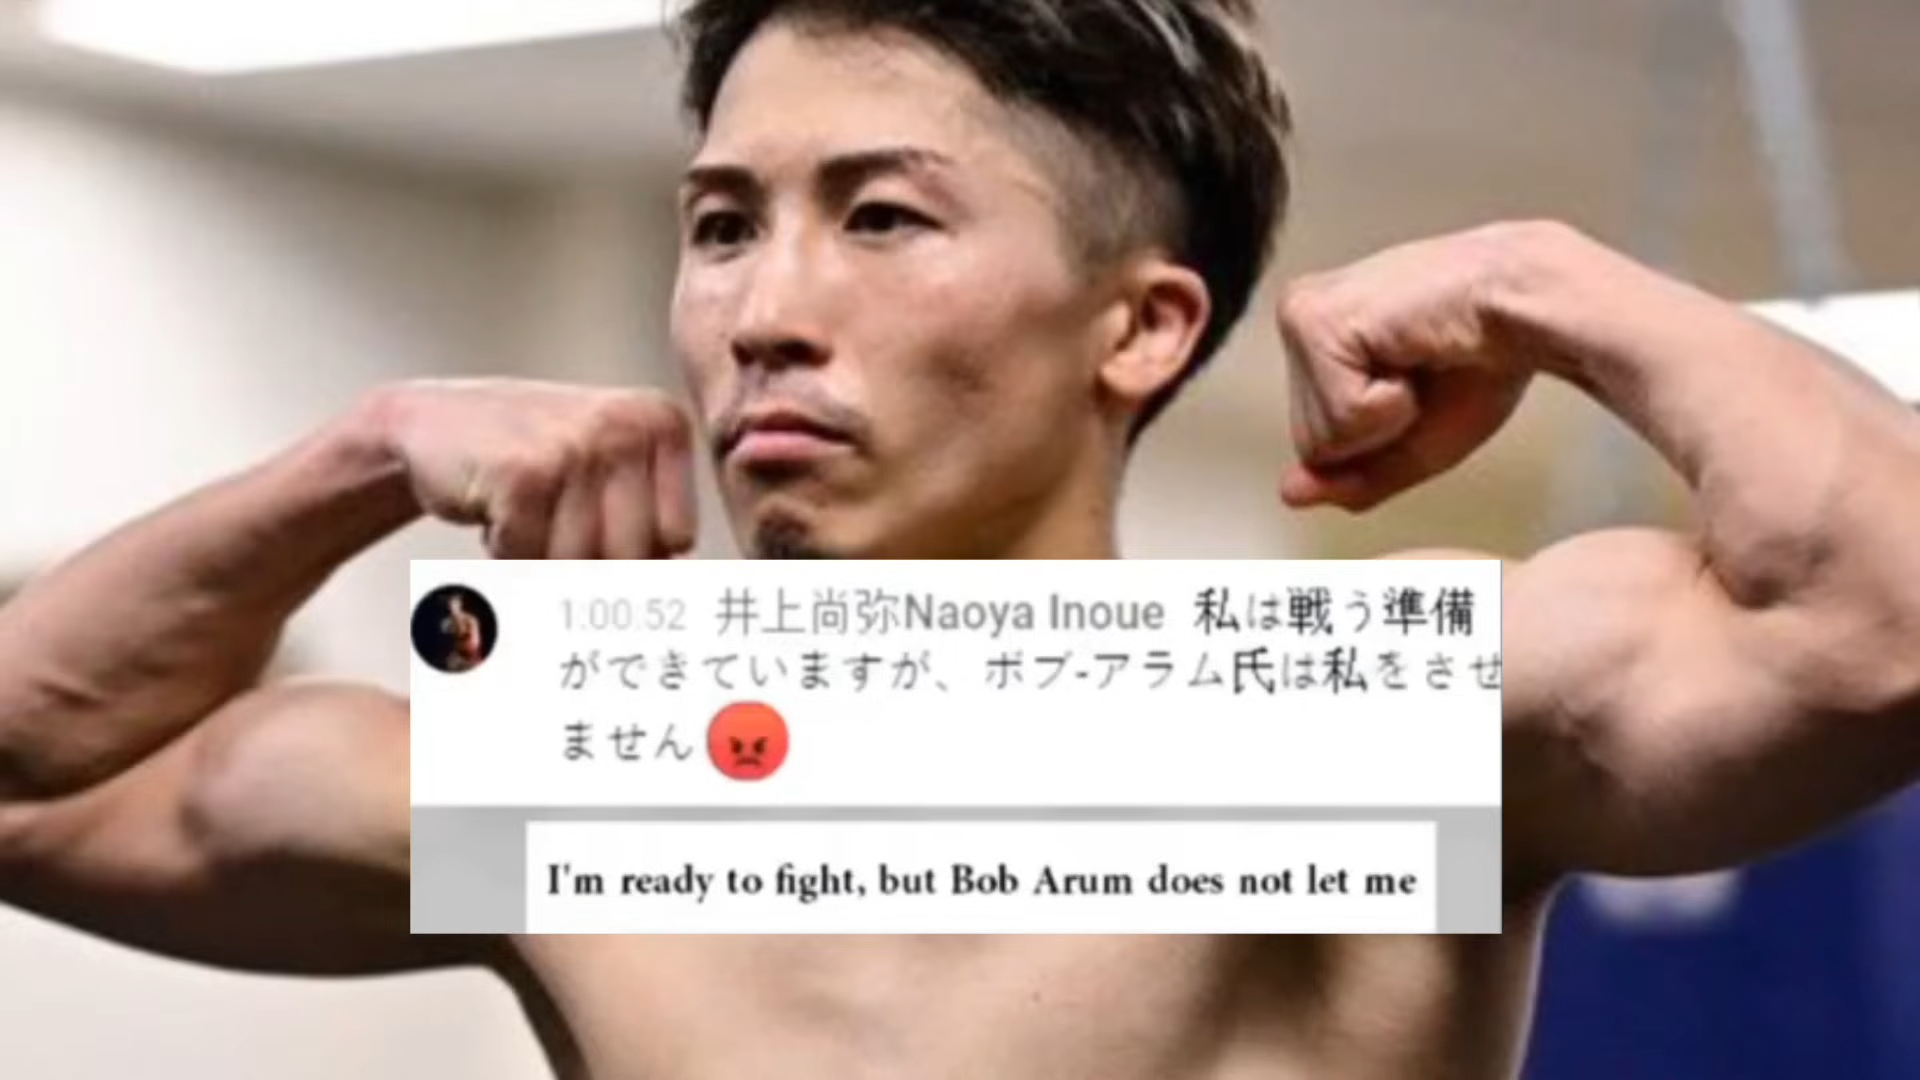 1:00:52 井上尚弥Naoya Inoue 私は戦う準備
ができていますが、ボブ-アラム氏は私をさせ
ません😡
I'm ready to fight, but Bob Arum does not let me